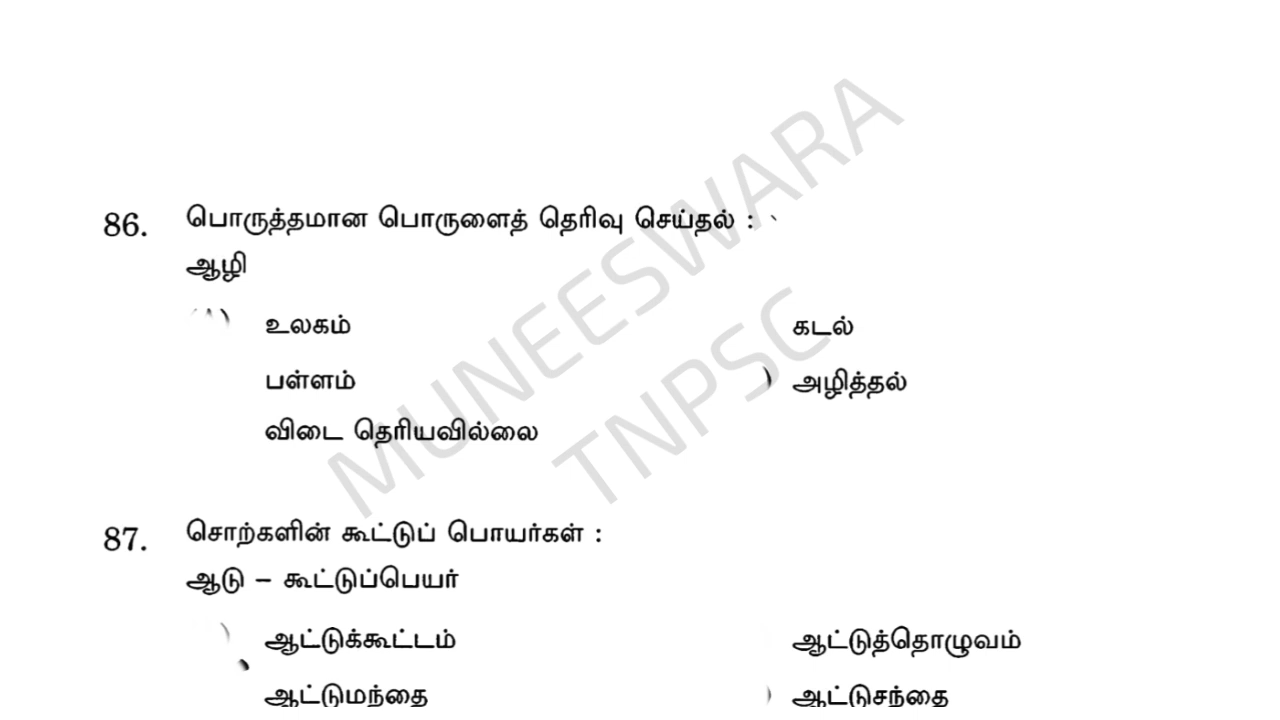 MUNEESWARA
TNPSC
86. பொருத்தமான பொருளைத் தெரிவு செய்தல் :
ஆழி
உலகம் கடல்
பள்ளம் ) அழித்தல்
விடை தெரியவில்லை
87. சொற்களின் கூட்டுப் பொயர்கள் :
ஆடு – கூட்டுப்பெயர்
) ஆட்டுக்கூட்டம் ஆட்டுத்தொழுவம்
ஆட்டுமந்தை ) ஆட்டுசந்தை